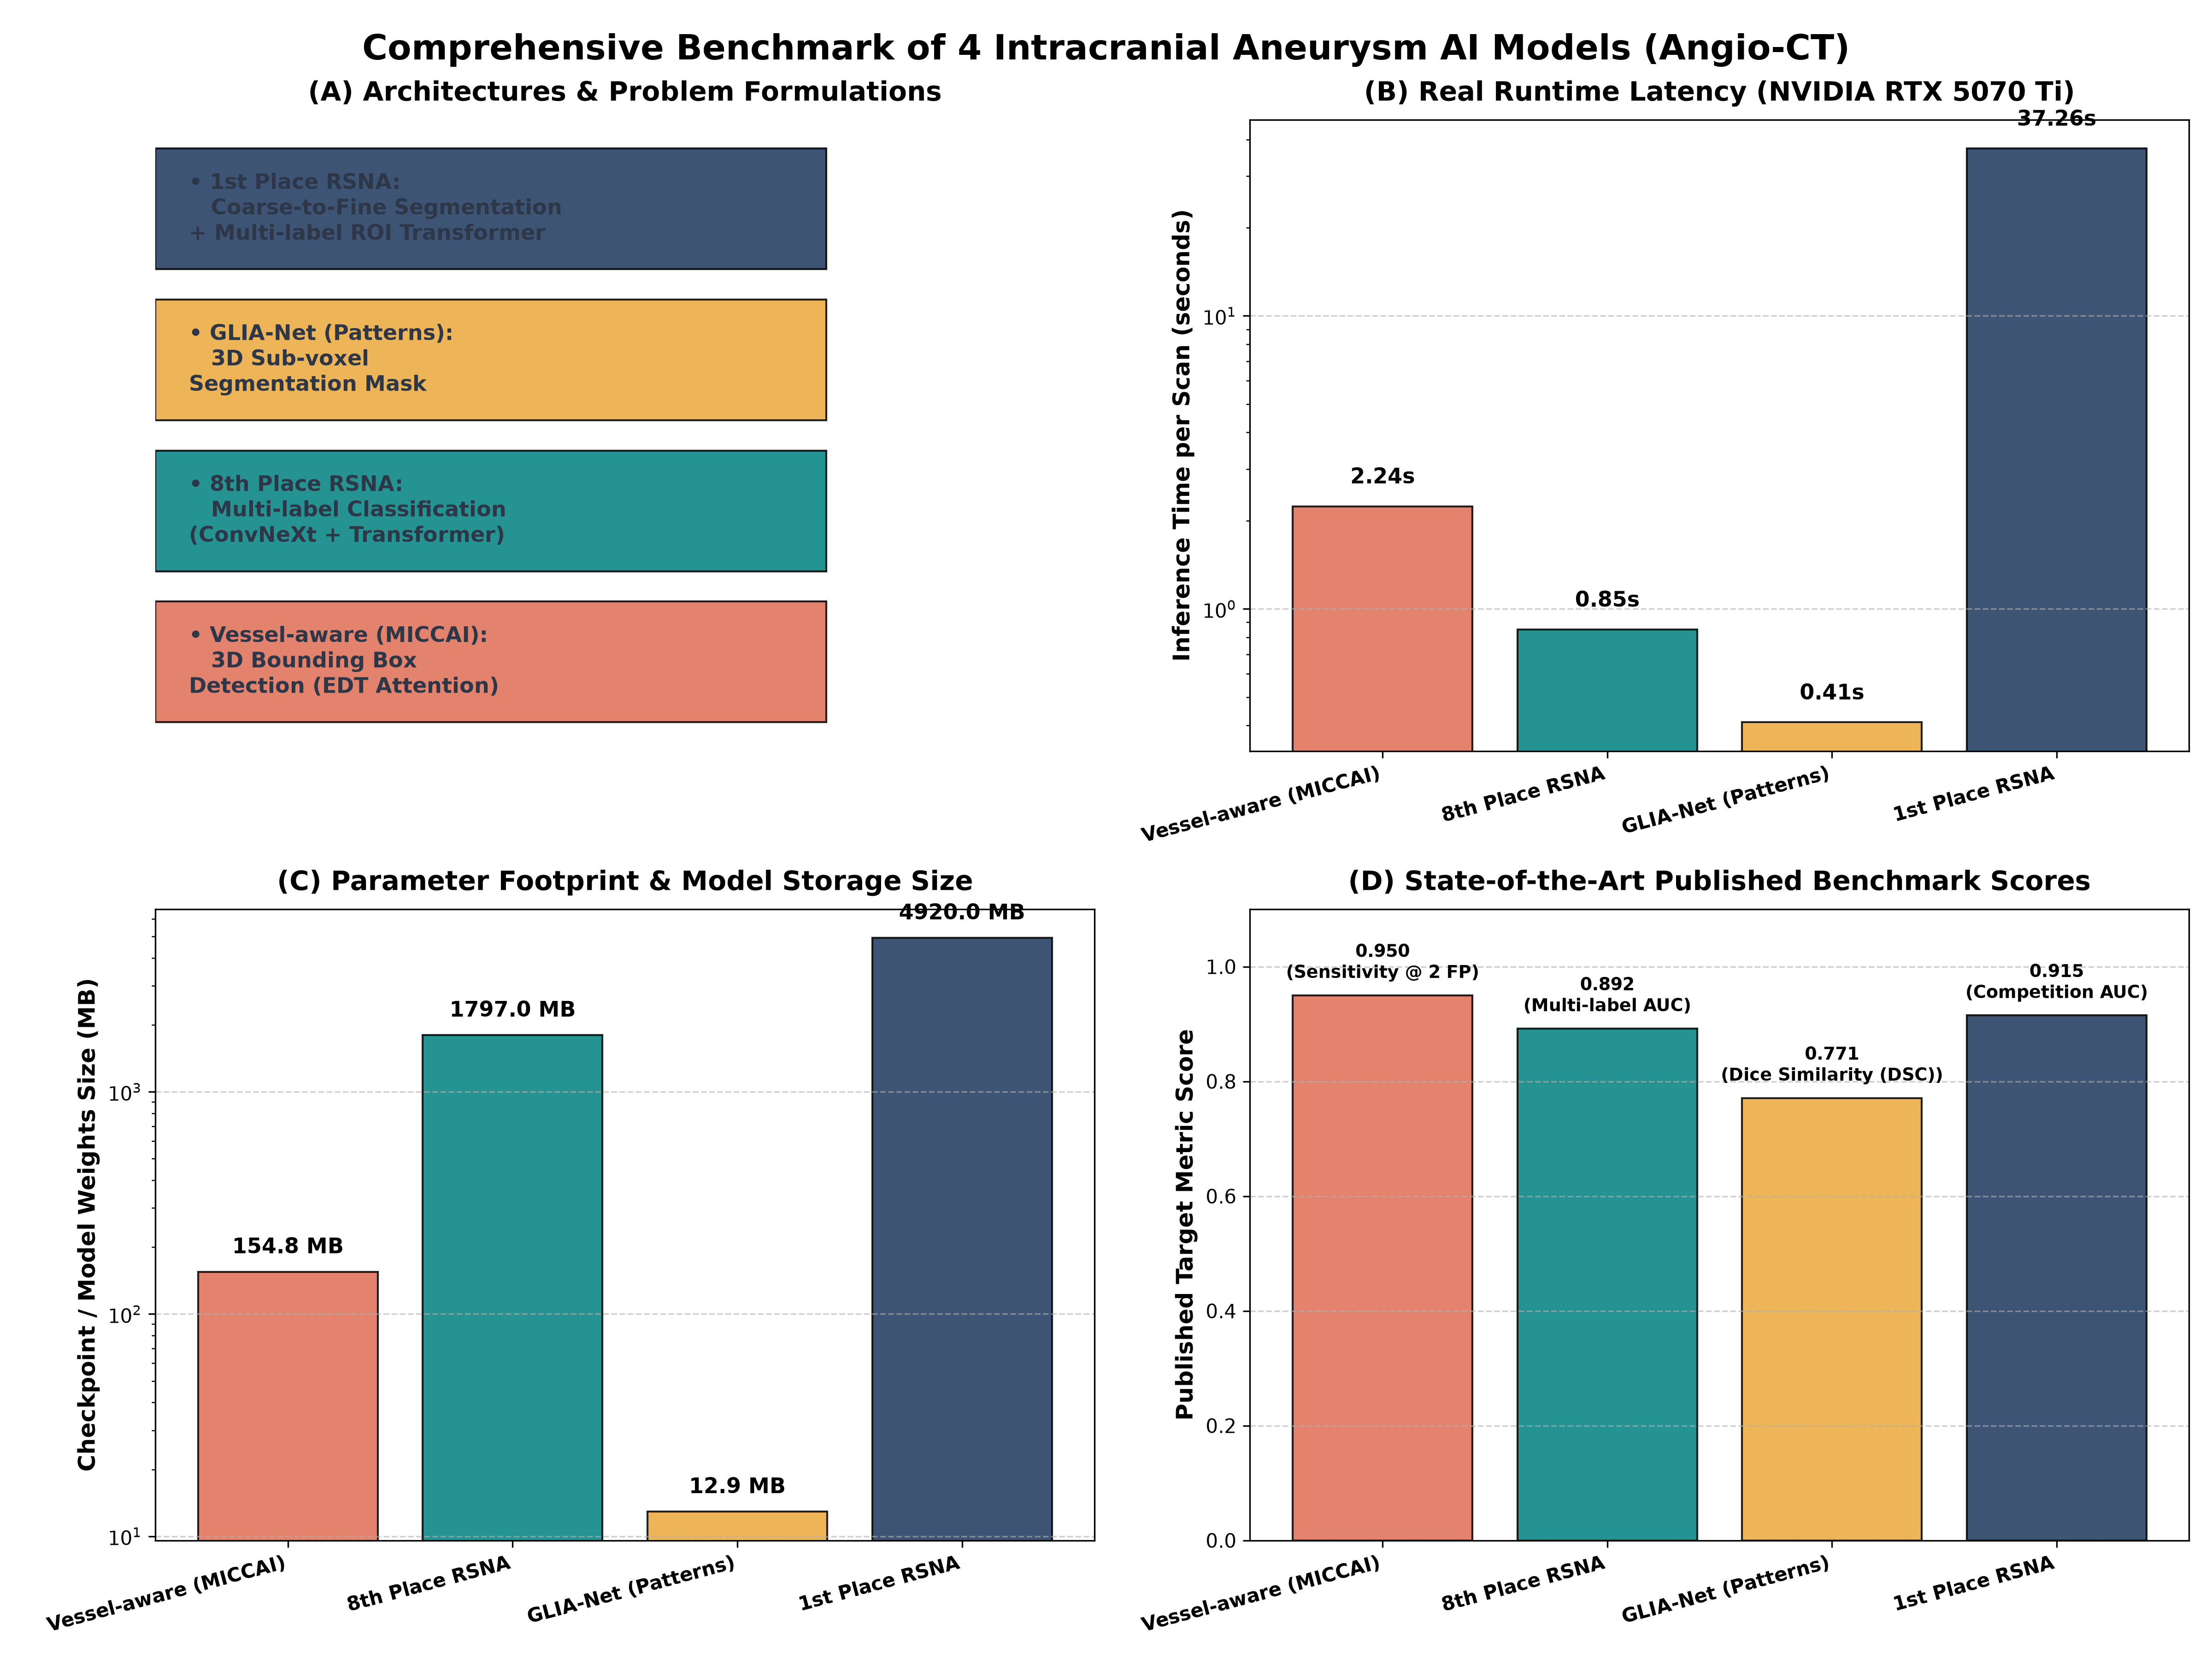 Comprehensive Benchmark of 4 Intracranial Aneurysm AI Models (Angio-CT)
(A) Architectures & Problem Formulations
• 1st Place RSNA:
Coarse-to-Fine Segmentation
+ Multi-label ROI Transformer
• GLIA-Net (Patterns):
3D Sub-voxel
Segmentation Mask
• 8th Place RSNA:
Multi-label Classification
(ConvNeXt + Transformer)
• Vessel-aware (MICCAI):
3D Bounding Box
Detection (EDT Attention)
(B) Real Runtime Latency (NVIDIA RTX 5070 Ti)
Inference Time per Scan (seconds)
10¹
10⁰
2.24s
0.85s
0.41s
37.26s
Vessel-aware (MICCAI)
8th Place RSNA
GLIA-Net (Patterns)
1st Place RSNA
(C) Parameter Footprint & Model Storage Size
Checkpoint / Model Weights Size (MB)
10³
10²
10¹
154.8 MB
1797.0 MB
12.9 MB
4920.0 MB
Vessel-aware (MICCAI)
8th Place RSNA
GLIA-Net (Patterns)
1st Place RSNA
(D) State-of-the-Art Published Benchmark Scores
Published Target Metric Score
1.0
0.8
0.6
0.4
0.2
0.0
0.950
(Sensitivity @ 2 FP)
0.892
(Multi-label AUC)
0.771
(Dice Similarity (DSC))
0.915
(Competition AUC)
Vessel-aware (MICCAI)
8th Place RSNA
GLIA-Net (Patterns)
1st Place RSNA